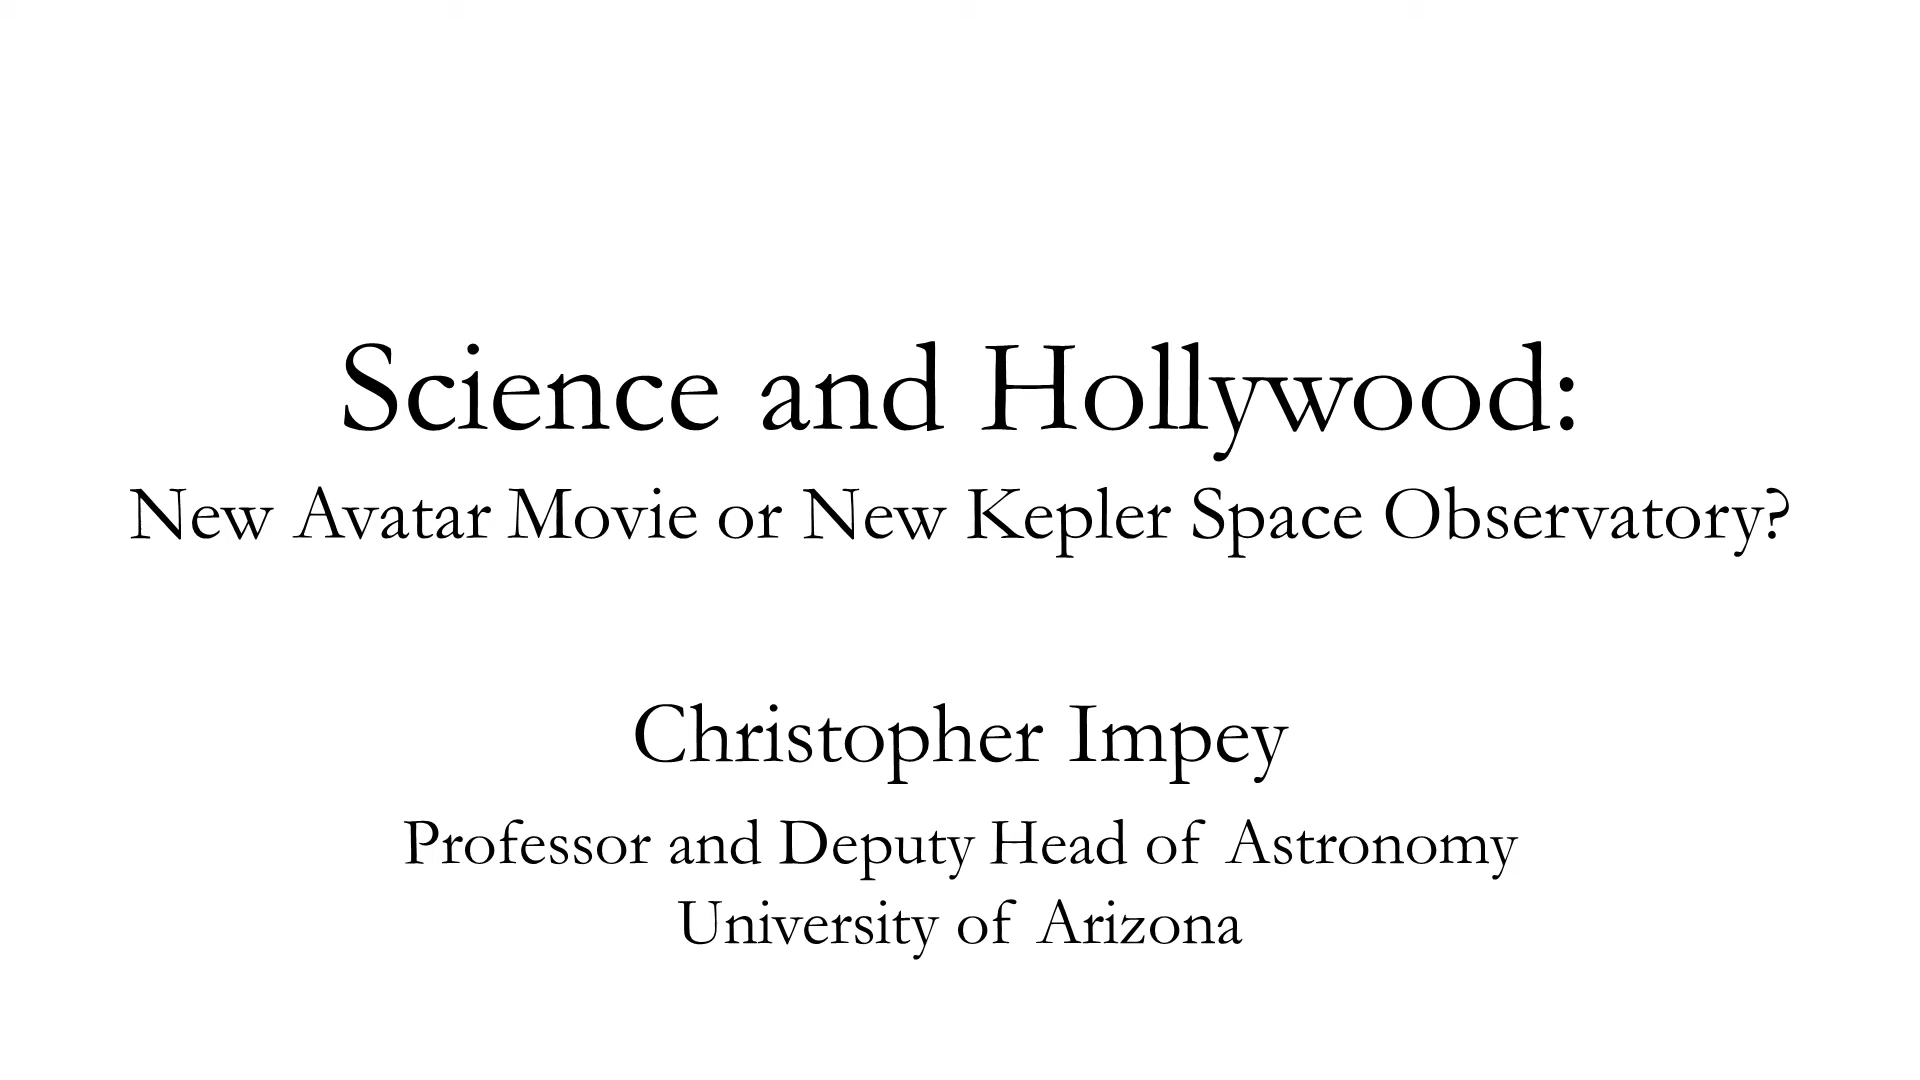 Science and Hollywood:
New Avatar Movie or New Kepler Space Observatory?
Christopher Impey
Professor and Deputy Head of Astronomy
University of Arizona